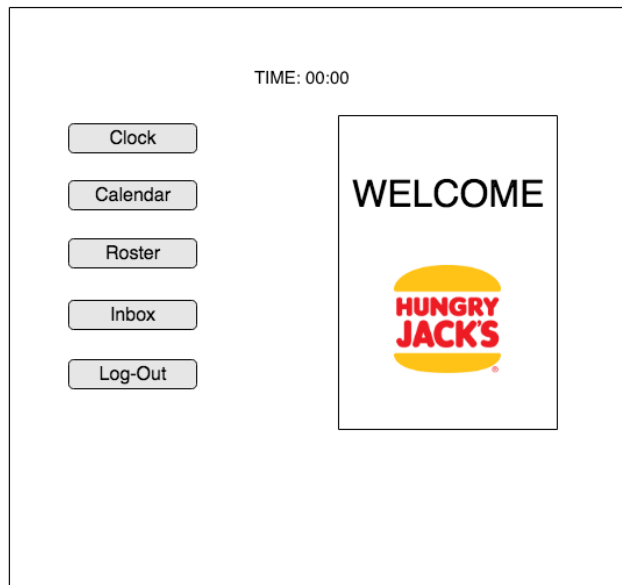 TIME: 00:00
Clock
Calendar
Roster
Inbox
Log-Out
WELCOME
HUNGRY
JACK'S
®